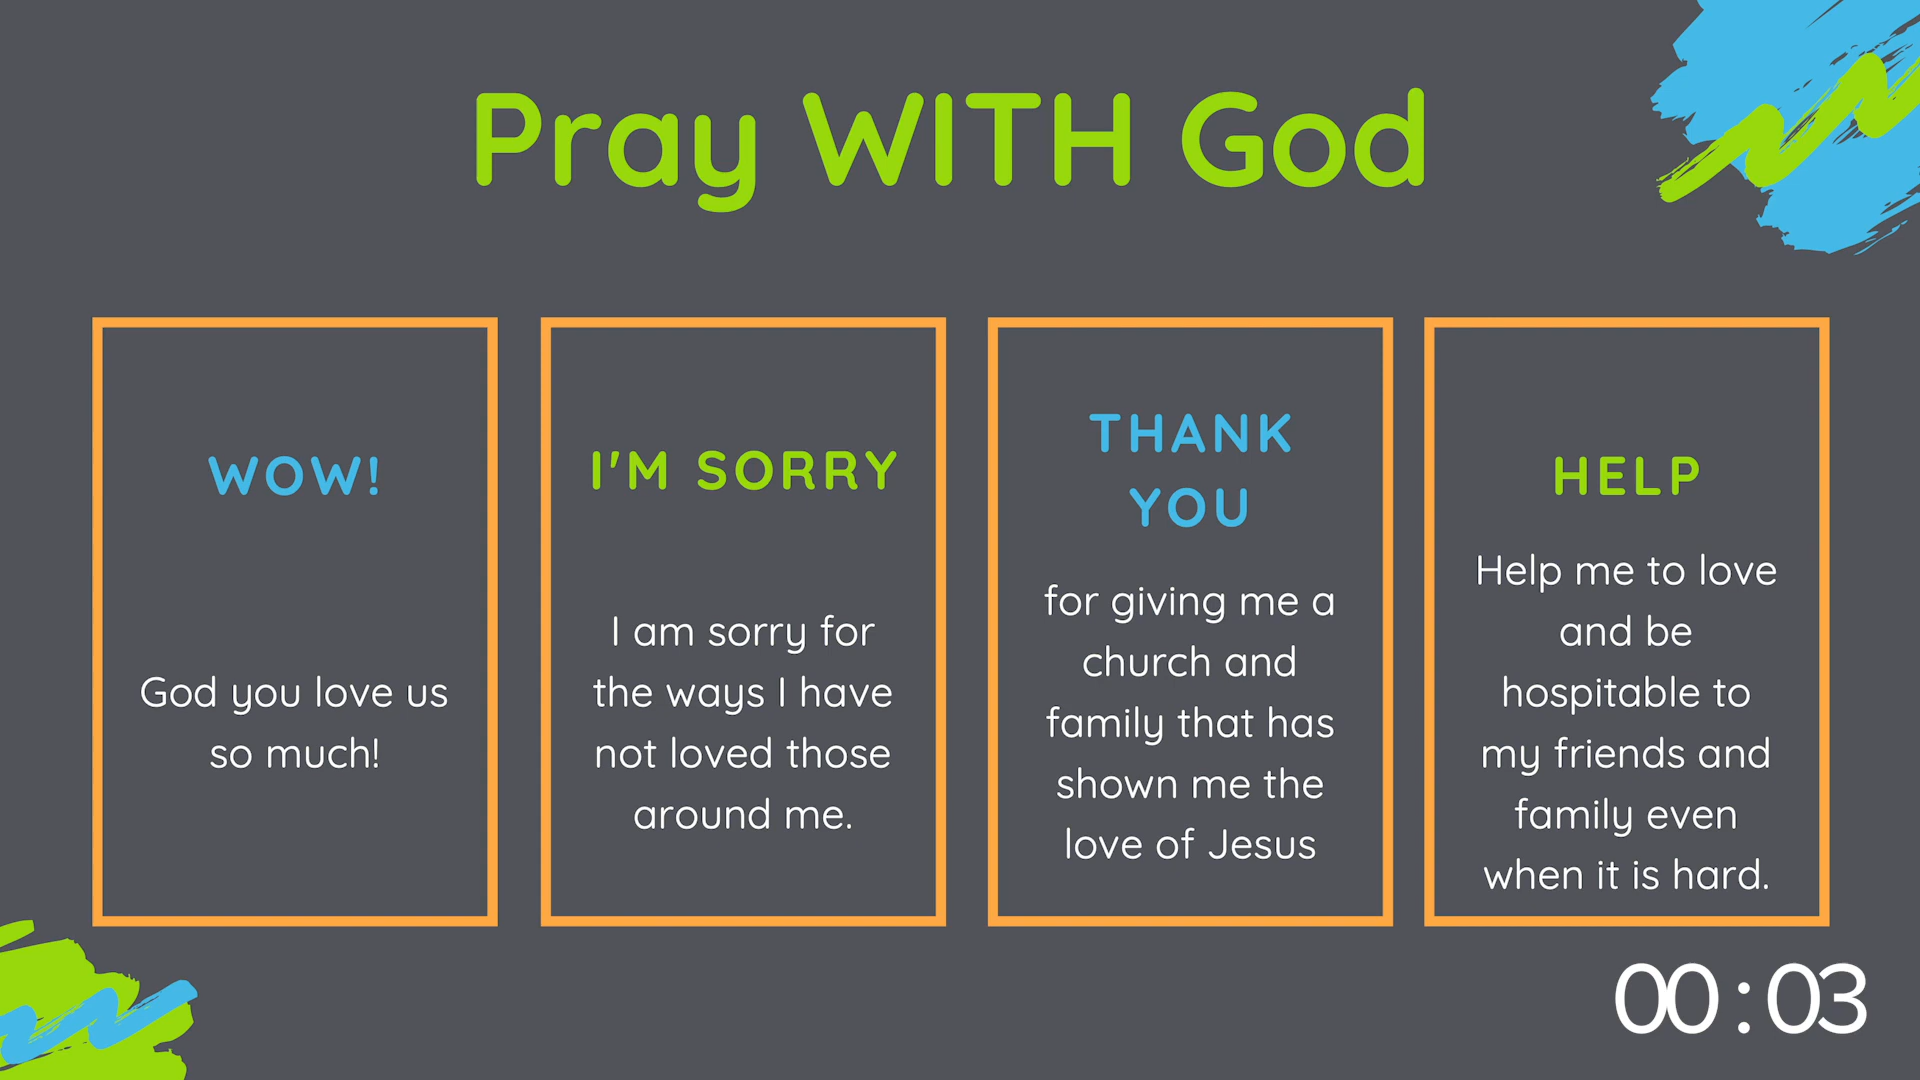 Pray WITH God
WOW!
God you love us
so much!
I'M SORRY
I am sorry for
the ways I have
not loved those
around me.
THANK
YOU
for giving me a
church and
family that has
shown me the
love of Jesus
HELP
Help me to love
and be
hospitable to
my friends and
family even
when it is hard.
00:03